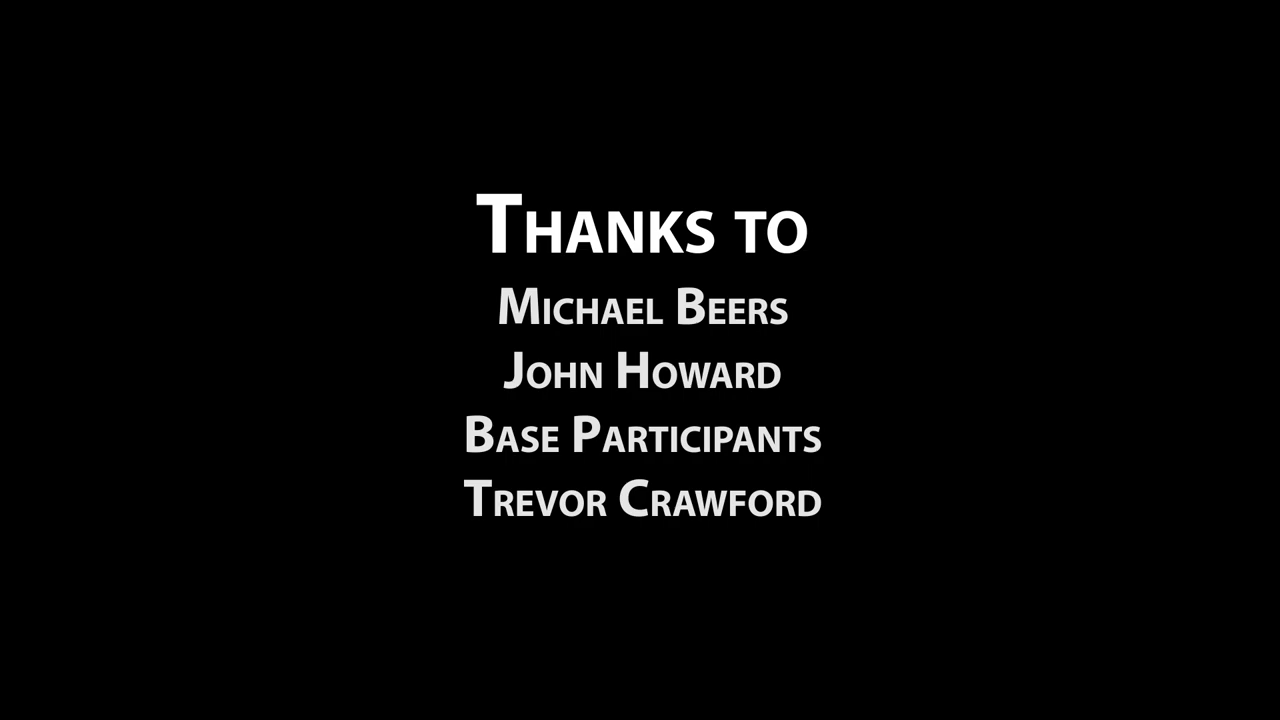 Thanks to
Michael Beers
John Howard
Base Participants
Trevor Crawford